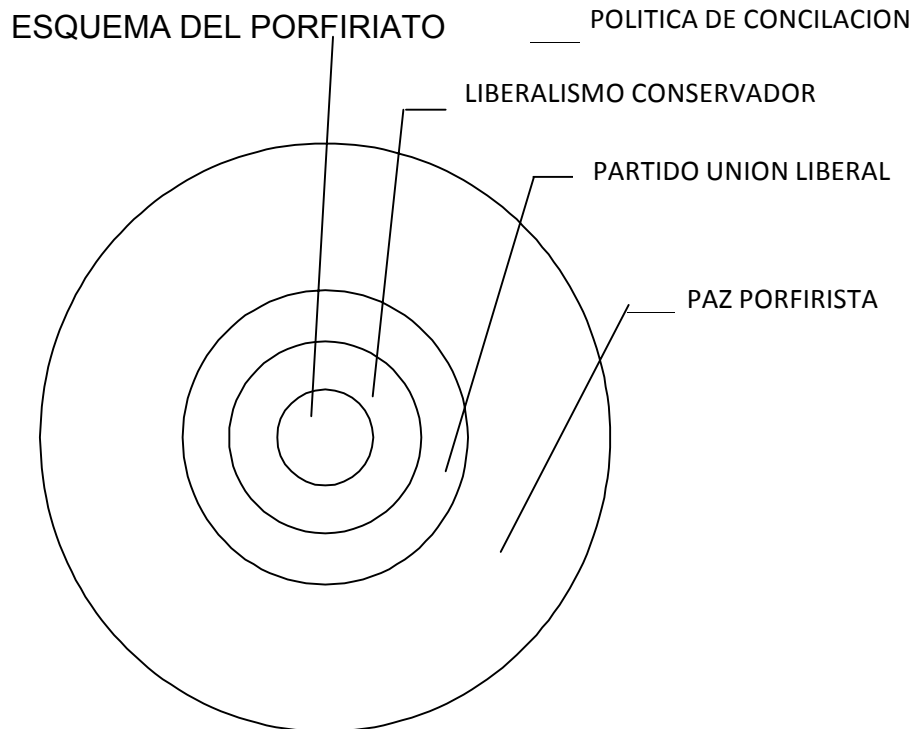 ESQUEMA DEL PORFIRIATO
POLITICA DE CONCILACION
LIBERALISMO CONSERVADOR
PARTIDO UNION LIBERAL
PAZ PORFIRISTA